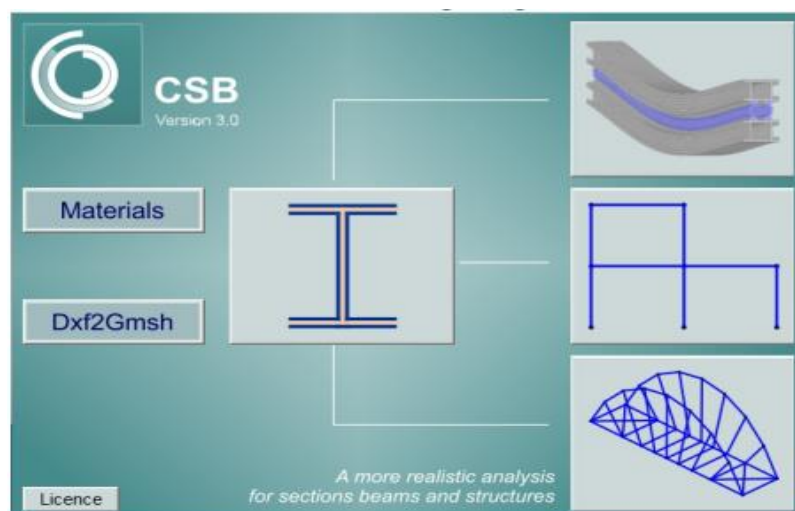 CSB
Version 3.0
Materials
Dxf2Gmsh
A more realistic analysis
for sections beams and structures
Licence